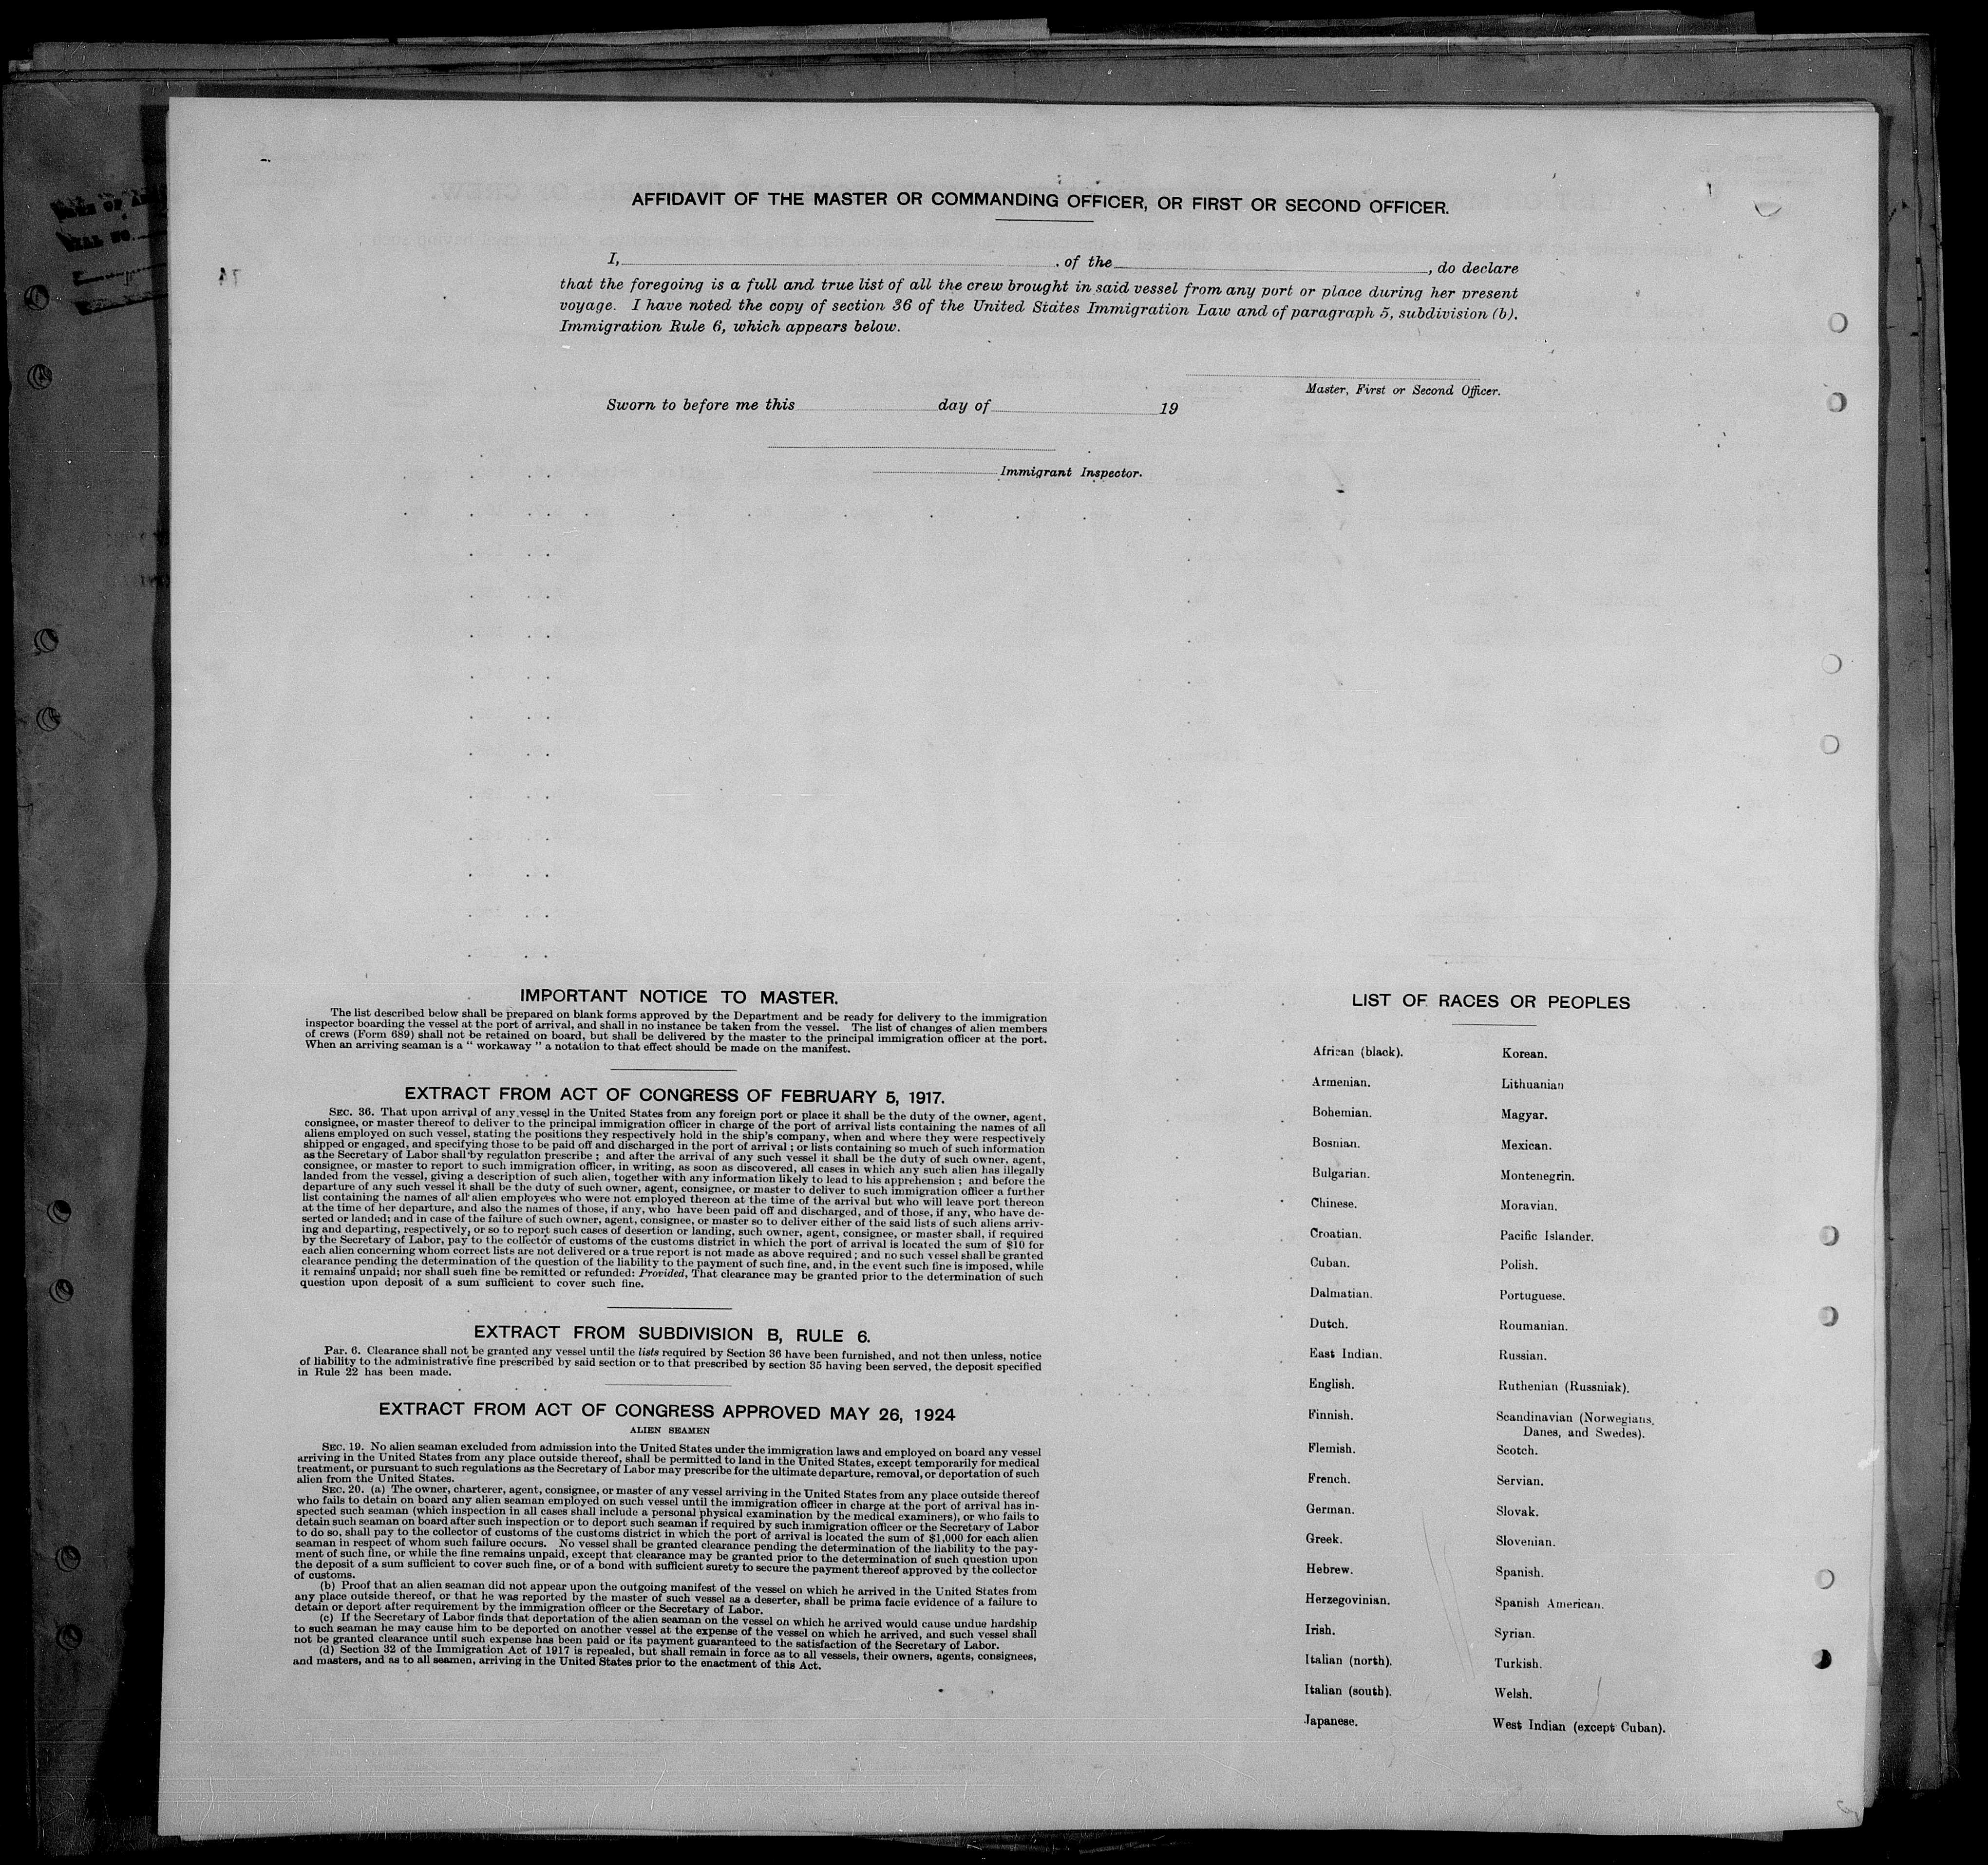 AFFIDAVIT OF THE MASTER OR COMMANDING OFFICER, OR FIRST OR SECOND OFFICER.
I, , of the , do declare
that the foregoing is a full and true list of all the crew brought in said vessel from any port or place during her present
voyage. I have noted the copy of section 36 of the United States Immigration Law and of paragraph 5, subdivision (b).
Immigration Rule 6, which appears below.
Master, First or Second Officer.
Sworn to before me this day of 19
Immigrant Inspector.
IMPORTANT NOTICE TO MASTER.
The list described below shall be prepared on blank forms approved by the Department and be ready for delivery to the immigration
inspector boarding the vessel at the port of arrival, and shall in no instance be taken from the vessel. The list of changes of alien members
of crews (Form 689) shall not be retained on board, but shall be delivered by the master to the principal immigration officer at the port.
When an arriving seaman is a " workaway " a notation to that effect should be made on the manifest.
EXTRACT FROM ACT OF CONGRESS OF FEBRUARY 5, 1917.
SEC. 36. That upon arrival of any vessel in the United States from any foreign port or place it shall be the duty of the owner, agent,
consignee, or master thereof to deliver to the principal immigration officer in charge of the port of arrival lists containing the names of all
aliens employed on such vessel, stating the positions they respectively hold in the ship's company, when and where they were respectively
shipped or engaged, and specifying those to be paid off and discharged in the port of arrival ; or lists containing so much of such information
as the Secretary of Labor shall by regulation prescribe ; and after the arrival of any such vessel it shall be the duty of such owner, agent,
consignee, or master to report to such immigration officer, in writing, as soon as discovered, all cases in which any such alien has illegally
landed from the vessel, giving a description of such alien, together with any information likely to lead to his apprehension ; and before the
departure of any such vessel it shall be the duty of such owner, agent, consignee, or master to deliver to such immigration officer a further
list containing the names of all alien employees who were not employed thereon at the time of the arrival but who will leave port thereon
at the time of her departure, and also the names of those, if any, who have been paid off and discharged, and of those, if any, who have de-
serted or landed; and in case of the failure of such owner, agent, consignee, or master so to deliver either of the said lists of such aliens arriv-
ing and departing, respectively, or so to report such cases of desertion or landing, such owner, agent, consignee, or master shall, if required
by the Secretary of Labor, pay to the collector of customs of the customs district in which the port of arrival is located the sum of $10 for
each alien concerning whom correct lists are not delivered or a true report is not made as above required ; and no such vessel shall be granted
clearance pending the determination of the question of the liability to the payment of such fine, and, in the event such fine is imposed, while
it remains unpaid; nor shall such fine be remitted or refunded: Provided, That clearance may be granted prior to the determination of such
question upon deposit of a sum sufficient to cover such fine.
EXTRACT FROM SUBDIVISION B, RULE 6.
Par. 6. Clearance shall not be granted any vessel until the lists required by Section 36 have been furnished, and not then unless, notice
of liability to the administrative fine prescribed by said section or to that prescribed by section 35 having been served, the deposit specified
in Rule 22 has been made.
EXTRACT FROM ACT OF CONGRESS APPROVED MAY 26, 1924
ALIEN SEAMEN
SEC. 19. No alien seaman excluded from admission into the United States under the immigration laws and employed on board any vessel
arriving in the United States from any place outside thereof, shall be permitted to land in the United States, except temporarily for medical
treatment, or pursuant to such regulations as the Secretary of Labor may prescribe for the ultimate departure, removal, or deportation of such
alien from the United States.
SEC. 20. (a) The owner, charterer, agent, consignee, or master of any vessel arriving in the United States from any place outside thereof
who fails to detain on board any alien seaman employed on such vessel until the immigration officer in charge at the port of arrival has in-
spected such seaman (which inspection in all cases shall include a personal physical examination by the medical examiners), or who fails to
detain such seaman on board after such inspection or to deport such seaman if required by such immigration officer or the Secretary of Labor
to do so, shall pay to the collector of customs of the customs district in which the port of arrival is located the sum of $1,000 for each alien
seaman in respect of whom such failure occurs. No vessel shall be granted clearance pending the determination of the liability to the pay-
ment of such fine, or while the fine remains unpaid, except that clearance may be granted prior to the determination of such question upon
the deposit of a sum sufficient to cover such fine, or of a bond with sufficient surety to secure the payment thereof approved by the collector
of customs.
(b) Proof that an alien seaman did not appear upon the outgoing manifest of the vessel on which he arrived in the United States from
any place outside thereof, or that he was reported by the master of such vessel as a deserter, shall be prima facie evidence of a failure to
detain or deport after requirement by the immigration officer or the Secretary of Labor.
(c) If the Secretary of Labor finds that deportation of the alien seaman on the vessel on which he arrived would cause undue hardship
to such seaman he may cause him to be deported on another vessel at the expense of the vessel on which he arrived, and such vessel shall
not be granted clearance until such expense has been paid or its payment guaranteed to the satisfaction of the Secretary of Labor.
(d) Section 32 of the Immigration Act of 1917 is repealed, but shall remain in force as to all vessels, their owners, agents, consignees,
and masters, and as to all seamen, arriving in the United States prior to the enactment of this Act.
LIST OF RACES OR PEOPLES
African (black).
Armenian.
Bohemian.
Bosnian.
Bulgarian.
Chinese.
Croatian.
Cuban.
Dalmatian.
Dutch.
East Indian.
English.
Finnish.
Flemish.
French.
German.
Greek.
Hebrew.
Herzegovinian.
Irish.
Italian (north).
Italian (south).
Japanese.
Korean.
Lithuanian
Magyar.
Mexican.
Montenegrin.
Moravian.
Pacific Islander.
Polish.
Portuguese.
Roumanian.
Russian.
Ruthenian (Russniak).
Scandinavian (Norwegians,
Danes, and Swedes).
Scotch.
Servian.
Slovak.
Slovenian.
Spanish.
Spanish American.
Syrian.
Turkish.
Welsh.
West Indian (except Cuban).